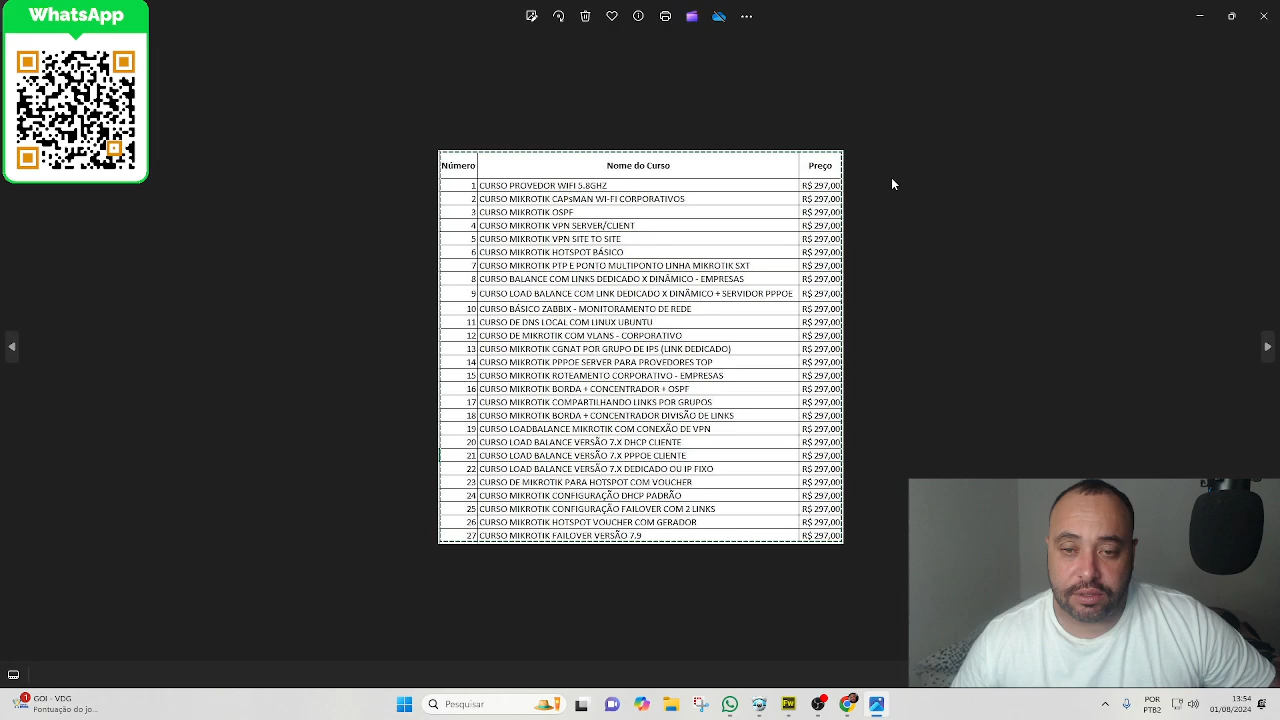 WhatsApp
Número Nome do Curso Preço
1 CURSO PROVEDOR WIFI 5.8GHZ R$ 297,00
2 CURSO MIKROTIK CAPsMAN WI-FI CORPORATIVOS R$ 297,00
3 CURSO MIKROTIK OSPF R$ 297,00
4 CURSO MIKROTIK VPN SERVER/CLIENT R$ 297,00
5 CURSO MIKROTIK VPN SITE TO SITE R$ 297,00
6 CURSO MIKROTIK HOTSPOT BÁSICO R$ 297,00
7 CURSO MIKROTIK PTP E PONTO MULTIPONTO LINHA MIKROTIK SXT R$ 297,00
8 CURSO BALANCE COM LINKS DEDICADO X DINÂMICO - EMPRESAS R$ 297,00
9 CURSO LOAD BALANCE COM LINK DEDICADO X DINÂMICO + SERVIDOR PPPOE R$ 297,00
10 CURSO BÁSICO ZABBIX - MONITORAMENTO DE REDE R$ 297,00
11 CURSO DE DNS LOCAL COM LINUX UBUNTU R$ 297,00
12 CURSO DE MIKROTIK COM VLANS - CORPORATIVO R$ 297,00
13 CURSO MIKROTIK CGNAT POR GRUPO DE IPS (LINK DEDICADO) R$ 297,00
14 CURSO MIKROTIK PPPOE SERVER PARA PROVEDORES TOP R$ 297,00
15 CURSO MIKROTIK ROTEAMENTO CORPORATIVO - EMPRESAS R$ 297,00
16 CURSO MIKROTIK BORDA + CONCENTRADOR + OSPF R$ 297,00
17 CURSO MIKROTIK COMPARTILHANDO LINKS POR GRUPOS R$ 297,00
18 CURSO MIKROTIK BORDA + CONCENTRADOR DIVISÃO DE LINKS R$ 297,00
19 CURSO LOADBALANCE MIKROTIK COM CONEXÃO DE VPN R$ 297,00
20 CURSO LOAD BALANCE VERSÃO 7.X DHCP CLIENTE R$ 297,00
21 CURSO LOAD BALANCE VERSÃO 7.X PPPOE CLIENTE R$ 297,00
22 CURSO LOAD BALANCE VERSÃO 7.X DEDICADO OU IP FIXO R$ 297,00
23 CURSO DE MIKROTIK PARA HOTSPOT COM VOUCHER R$ 297,00
24 CURSO MIKROTIK CONFIGURAÇÃO DHCP PADRÃO R$ 297,00
25 CURSO MIKROTIK CONFIGURAÇÃO FAILOVER COM 2 LINKS R$ 297,00
26 CURSO MIKROTIK HOTSPOT VOUCHER COM GERADOR R$ 297,00
27 CURSO MIKROTIK FAILOVER VERSÃO 7.9 R$ 297,00
GOI - VDG
Pontuação do jo...
Pesquisar
Fw
POR
PTB2
13:54
01/08/2024